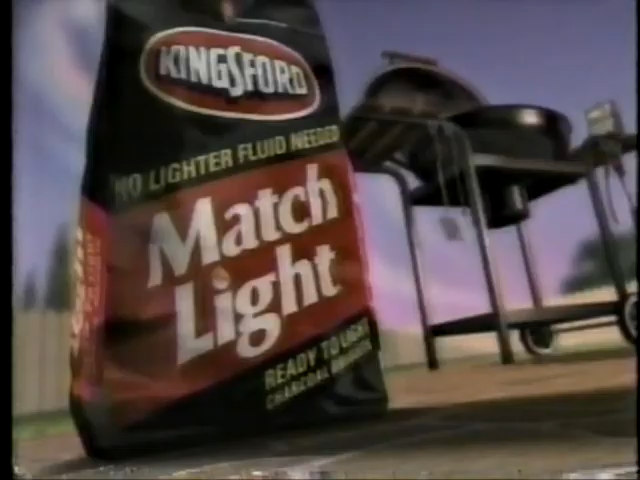 KINGSFORD
NO LIGHTER FLUID NEEDED
Match
Light
READY TO LIGHT
CHARCOAL